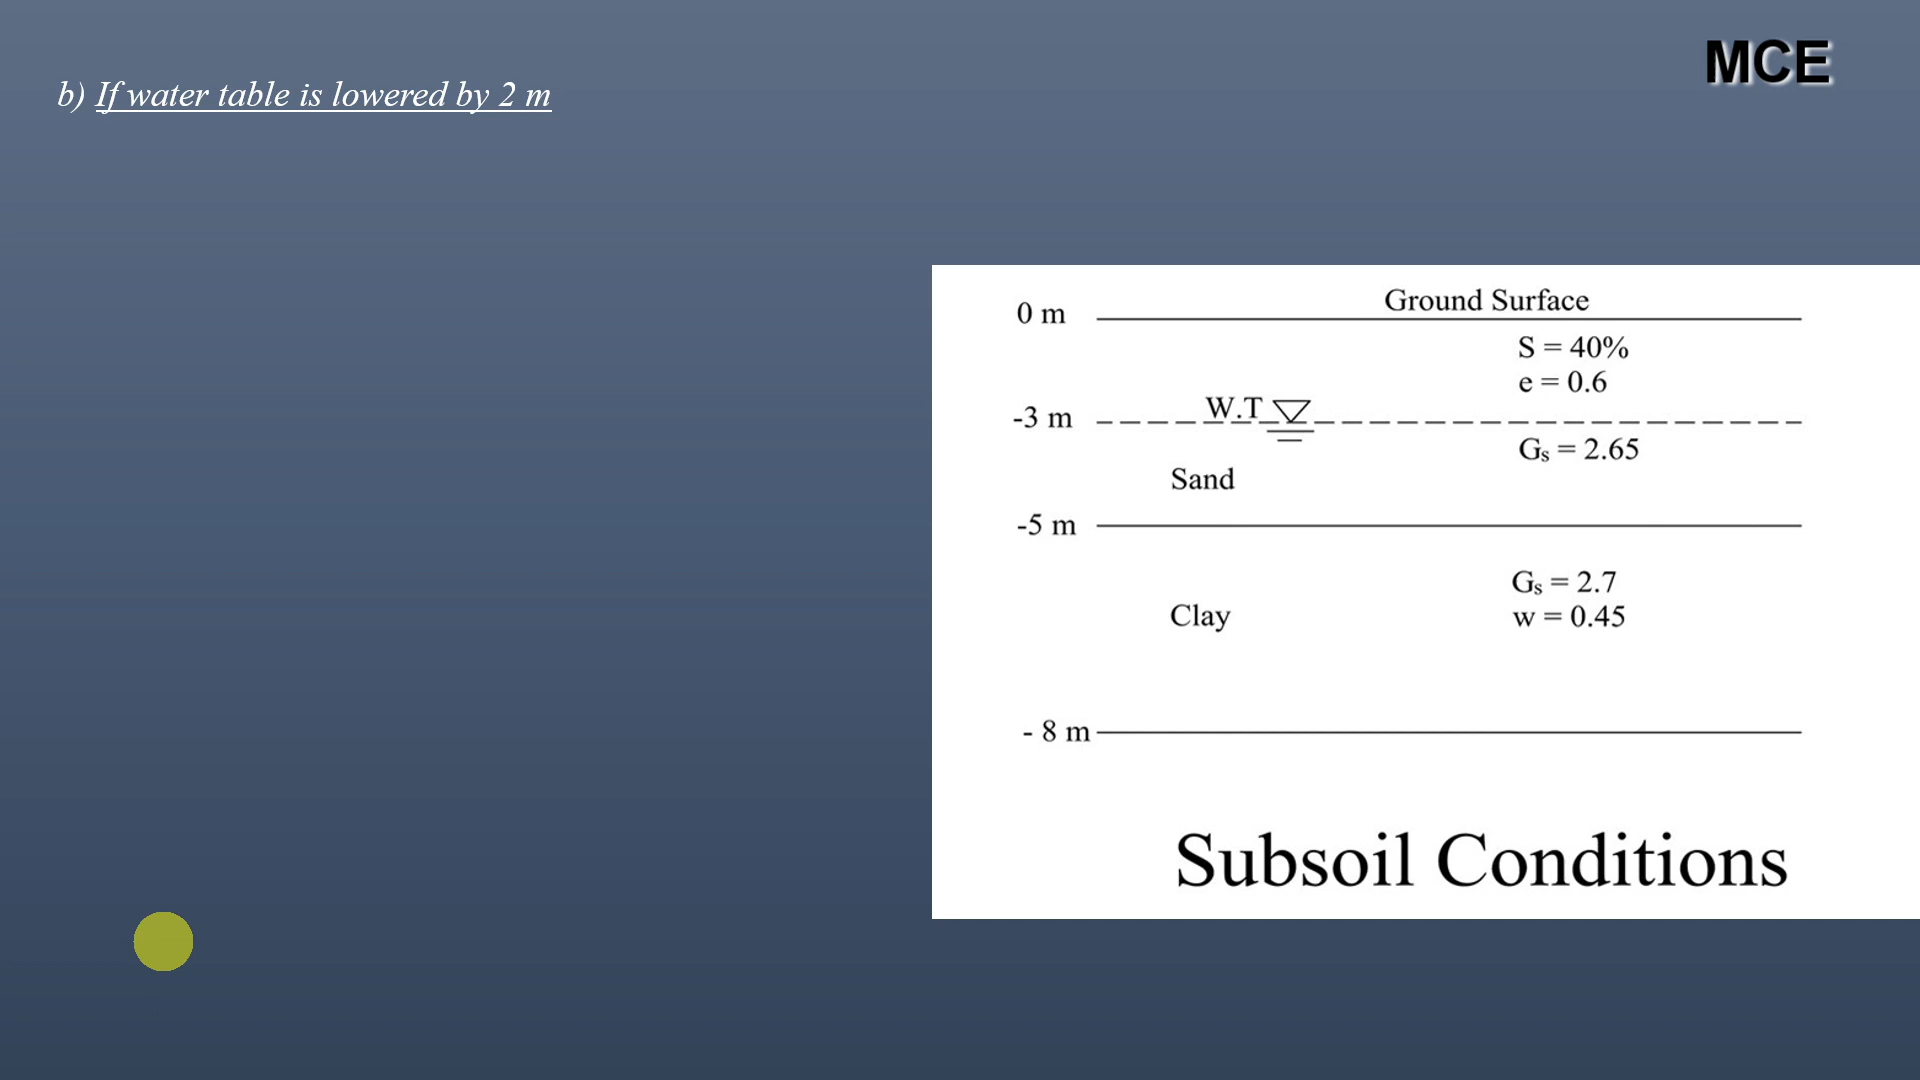 MCE
b) If water table is lowered by 2 m
Ground Surface
0 m
S = 40%
e = 0.6
W.T
-3 m
Gs = 2.65
Sand
-5 m
Gs = 2.7
Clay
w = 0.45
- 8 m
Subsoil Conditions